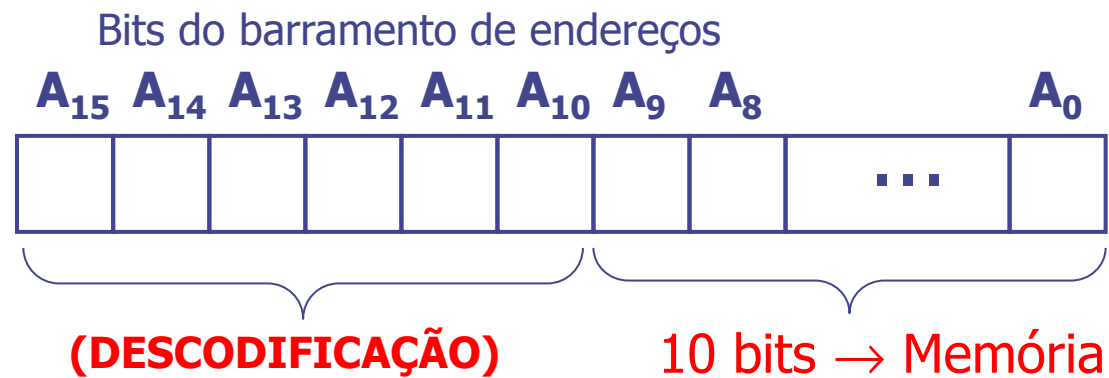 Bits do barramento de endereços
A₁₅ A₁₄ A₁₃ A₁₂ A₁₁ A₁₀ A₉ A₈ A₀
...
(DESCODIFICAÇÃO) 10 bits → Memória